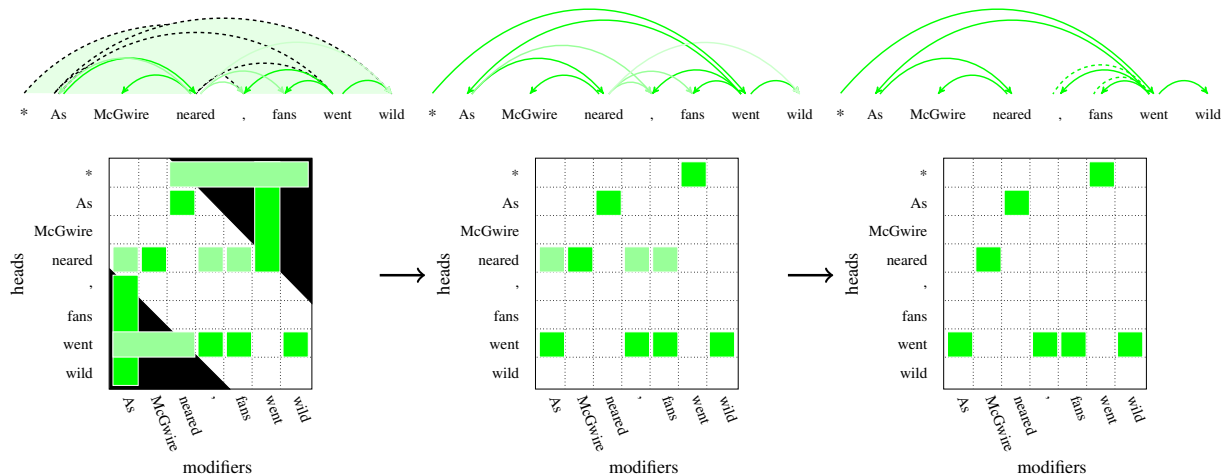 * As McGwire neared , fans went wild
* As McGwire neared , fans went wild
* As McGwire neared , fans went wild
heads
*
As
McGwire
neared
,
fans
went
wild
As McGwire neared , fans went wild
modifiers
heads
*
As
McGwire
neared
,
fans
went
wild
As McGwire neared , fans went wild
modifiers
heads
*
As
McGwire
neared
,
fans
went
wild
As McGwire neared , fans went wild
modifiers